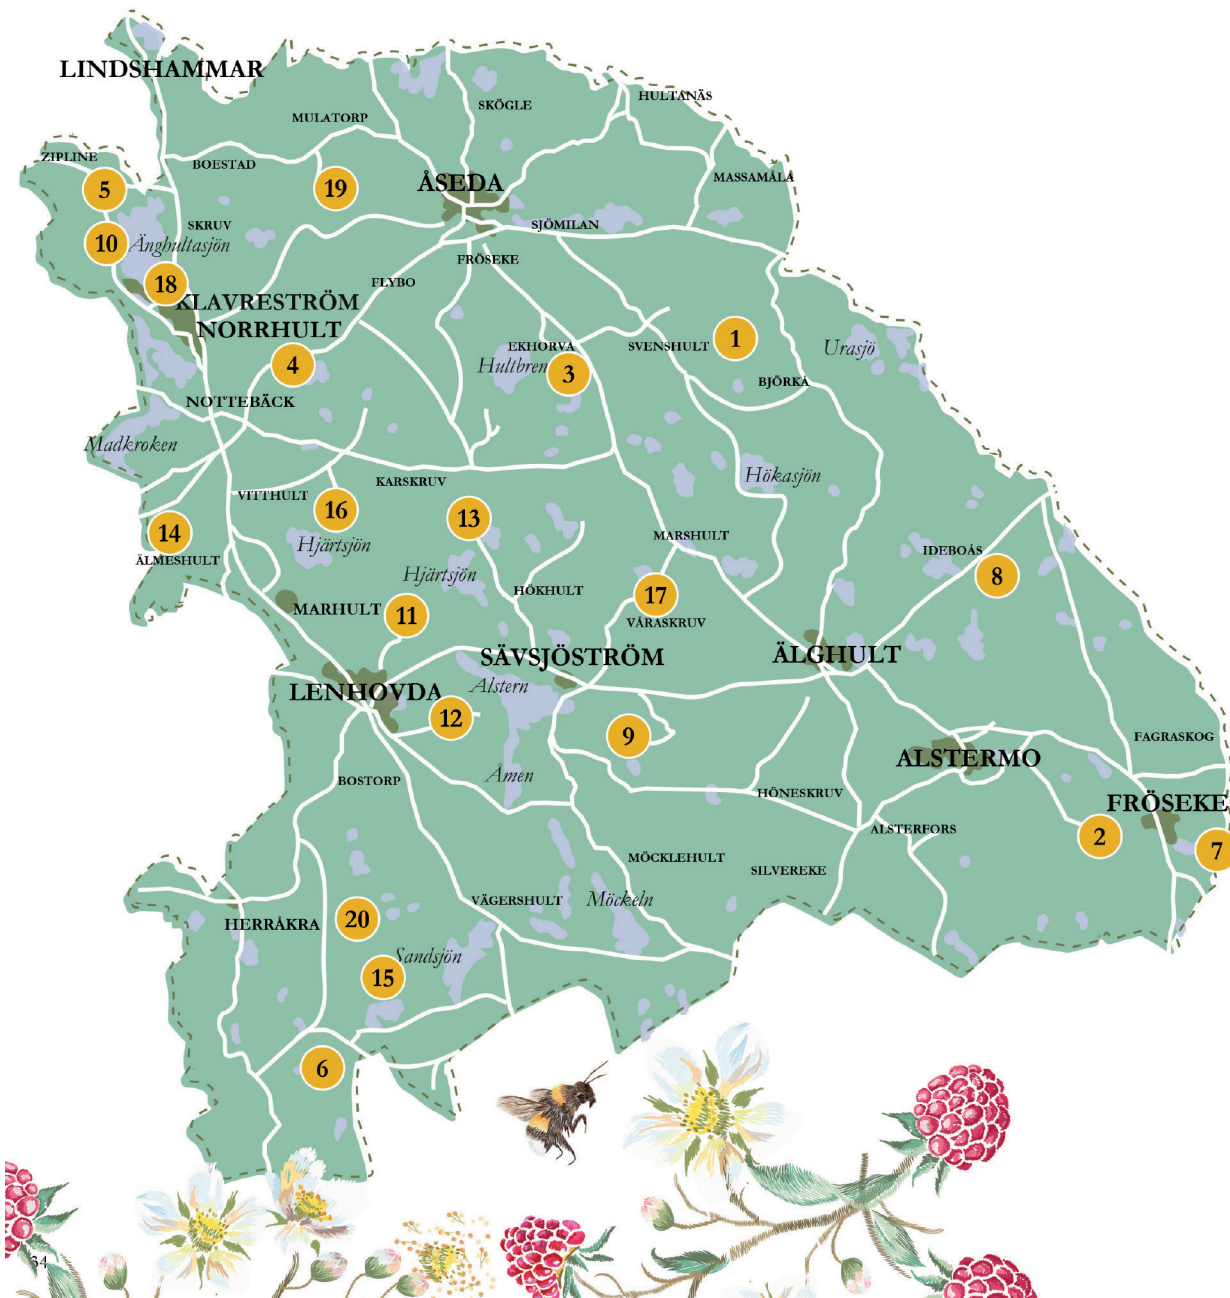 LINDSHAMMAR
HULTANÄS
SKÖGLE
MULATORP
ZIPLINE
BOESTAD
MASSAMÅLA
5
19
ÅSEDA
SKRUV
SJÖMILAN
10
Änghultasjön
FRÖSEKE
18
FLYBO
KLAVRESTRÖM
NORRHULT
EKHORVA
SVENSHULT
1
Urasjö
4
Hultbren
3
BJÖRKÅ
NOTTEBÄCK
Madkroken
Hökasjön
KARSKRUV
VITTHULT
16
13
14
MARSHULT
Hjärtsjön
IDEBOÅS
ÄLMESHULT
Hjärtsjön
8
HÖKHULT
17
MARHULT
11
VÅRASKRUV
SÄVSJÖSTRÖM
ÄLGHULT
LENHOVDA
Alstern
12
9
FAGRASKOG
ALSTERMO
BOSTORP
Åmen
HÖNESKRUV
FRÖSEKE
ALSTERFORS
2
7
MÖCKLEHULT
SILVEREKE
VÄGERSHULT
Möckeln
HERRÅKRA
20
Sandsjön
15
6
34